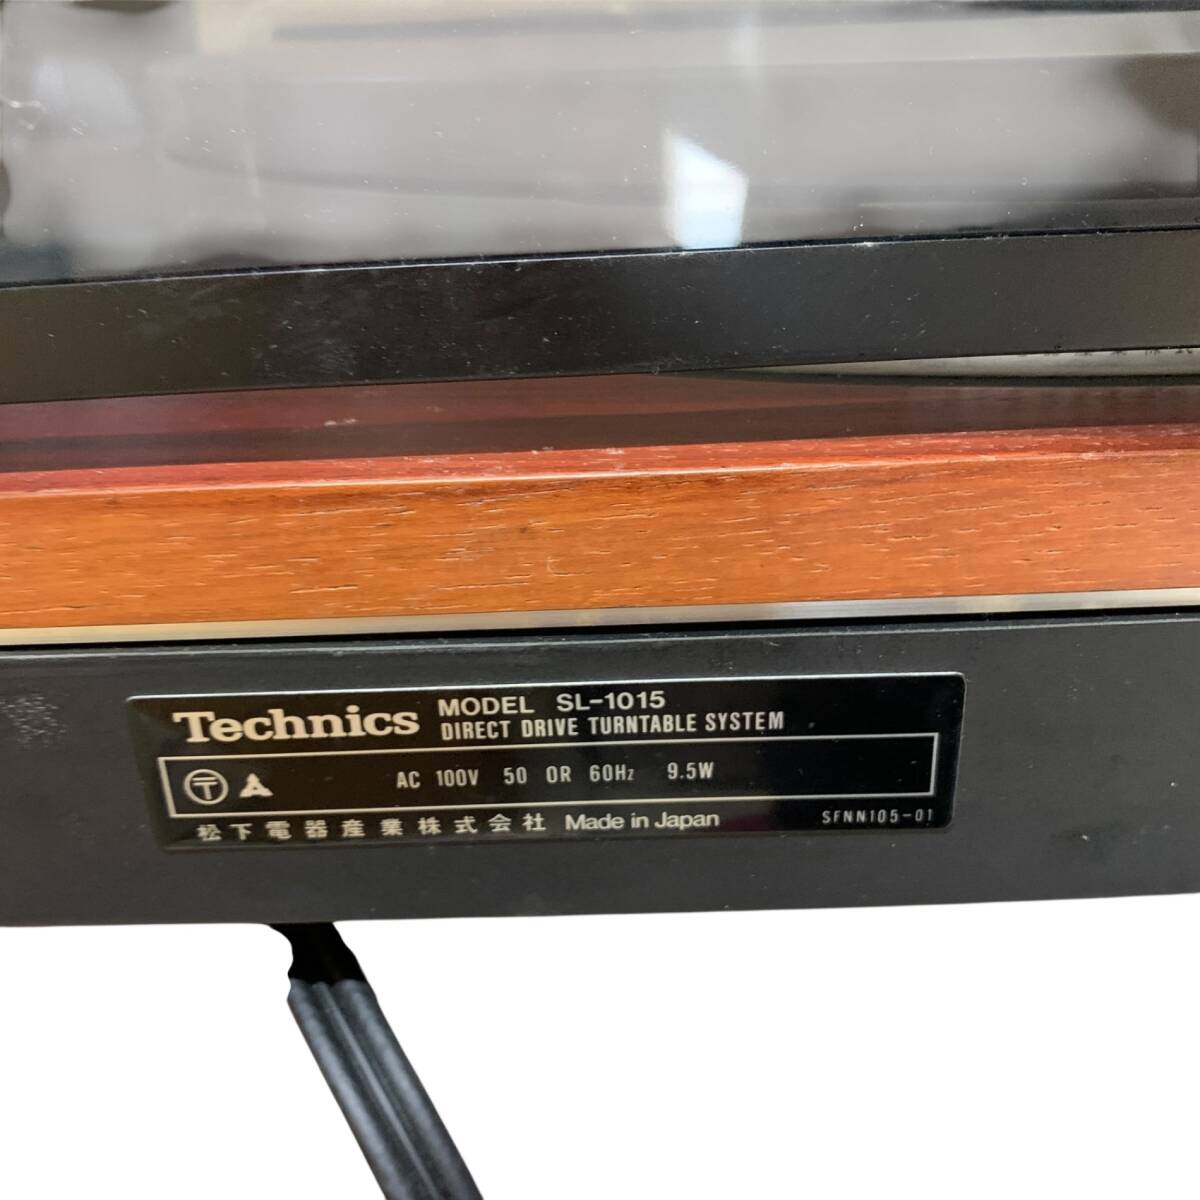 Technics MODEL SL-1015
DIRECT DRIVE TURNTABLE SYSTEM
〒 AC 100V 50 OR 60Hz 9.5W
松下電器産業株式会社 Made in Japan SFNN105-01